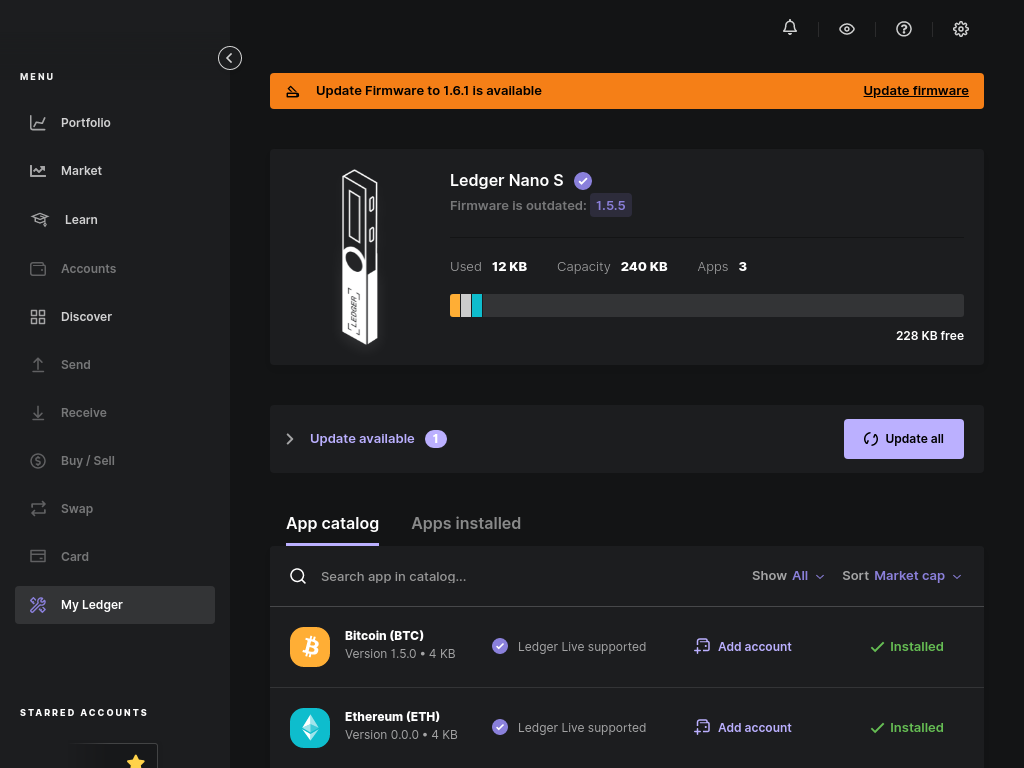 MENU
Portfolio
Market
Learn
Accounts
Discover
Send
Receive
Buy / Sell
Swap
Card
My Ledger
STARRED ACCOUNTS
Update Firmware to 1.6.1 is available
Update firmware
LEDGER
Ledger Nano S
Firmware is outdated: 1.5.5
Used 12 KB Capacity 240 KB Apps 3
228 KB free
Update available 1
Update all
App catalog Apps installed
Search app in catalog...
Show All Sort Market cap
Bitcoin (BTC)
Version 1.5.0 • 4 KB
Ledger Live supported
Add account
Installed
Ethereum (ETH)
Version 0.0.0 • 4 KB
Ledger Live supported
Add account
Installed